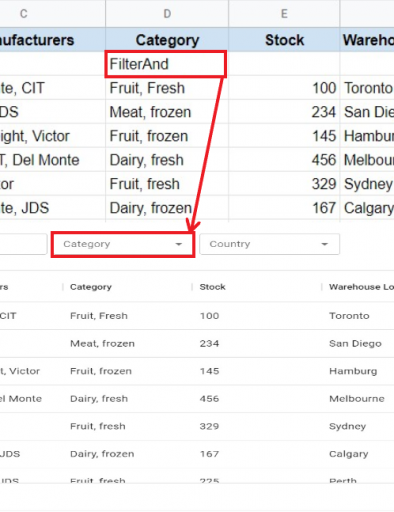 C D E
nufacturers Category Stock Wareho
FilterAnd
te, CIT Fruit, Fresh 100 Toronto
JDS Meat, frozen 234 San Die
ight, Victor Fruit, frozen 145 Hambu
T, Del Monte Dairy, fresh 456 Melbou
tor Fruit, fresh 329 Sydney
te, JDS Dairy, frozen 167 Calgary
Category Country
rs Category Stock Warehouse Lo
CIT Fruit, Fresh 100 Toronto
Meat, frozen 234 San Diego
t, Victor Fruit, frozen 145 Hamburg
el Monte Dairy, fresh 456 Melbourne
Fruit, fresh 329 Sydney
JDS Dairy, frozen 167 Calgary
JDS Fruit, fresh 225 Perth